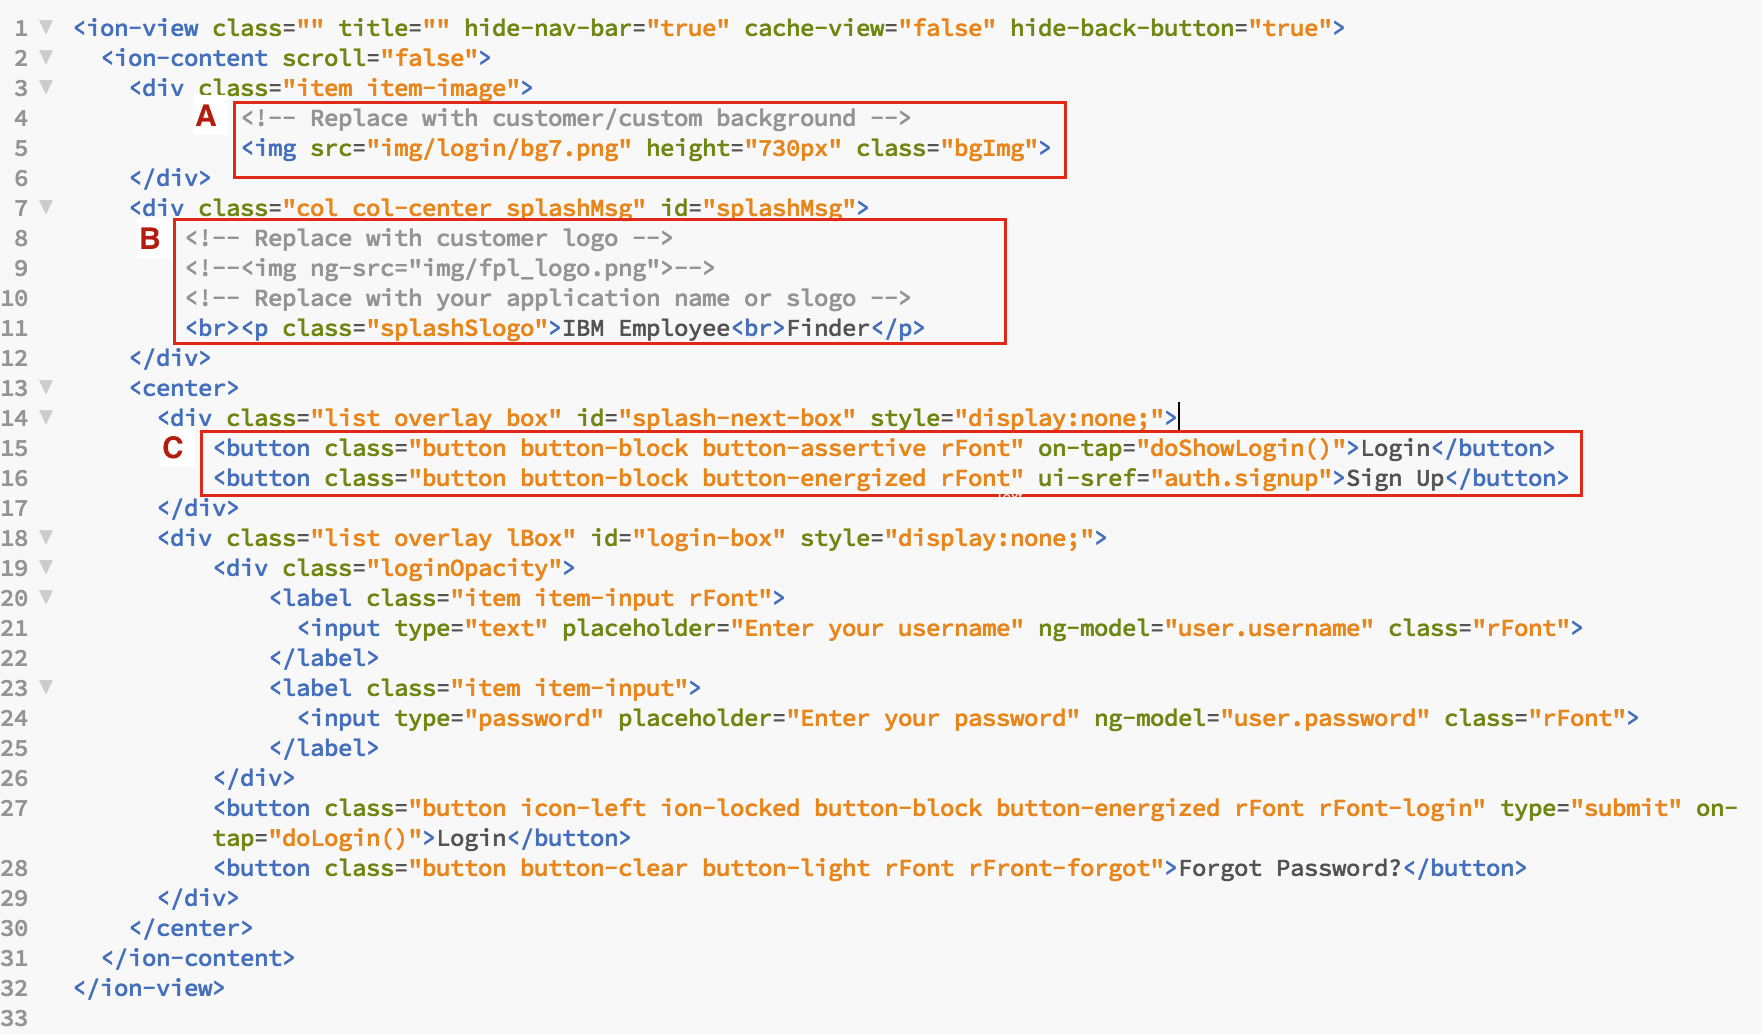 1 <ion-view class="" title="" hide-nav-bar="true" cache-view="false" hide-back-button="true">
2 <ion-content scroll="false">
3 <div class="item item-image">
A
4 <!-- Replace with customer/custom background -->
5 <img src="img/login/bg7.png" height="730px" class="bgImg">
6 </div>
7 <div class="col col-center splashMsg" id="splashMsg">
B
8 <!-- Replace with customer logo -->
9 <!--<img ng-src="img/fpl_logo.png">-->
10 <!-- Replace with your application name or slogo -->
11 <br><p class="splashSlogo">IBM Employee<br>Finder</p>
12 </div>
13 <center>
14 <div class="list overlay box" id="splash-next-box" style="display:none;">
C
15 <button class="button button-block button-assertive rFont" on-tap="doShowLogin()">Login</button>
16 <button class="button button-block button-energized rFont" ui-sref="auth.signup">Sign Up</button>
17 </div>
18 <div class="list overlay lBox" id="login-box" style="display:none;">
19 <div class="loginOpacity">
20 <label class="item item-input rFont">
21 <input type="text" placeholder="Enter your username" ng-model="user.username" class="rFont">
22 </label>
23 <label class="item item-input">
24 <input type="password" placeholder="Enter your password" ng-model="user.password" class="rFont">
25 </label>
26 </div>
27 <button class="button icon-left ion-locked button-block button-energized rFont rFont-login" type="submit" on-
tap="doLogin()">Login</button>
28 <button class="button button-clear button-light rFont rFront-forgot">Forgot Password?</button>
29 </div>
30 </center>
31 </ion-content>
32 </ion-view>
33